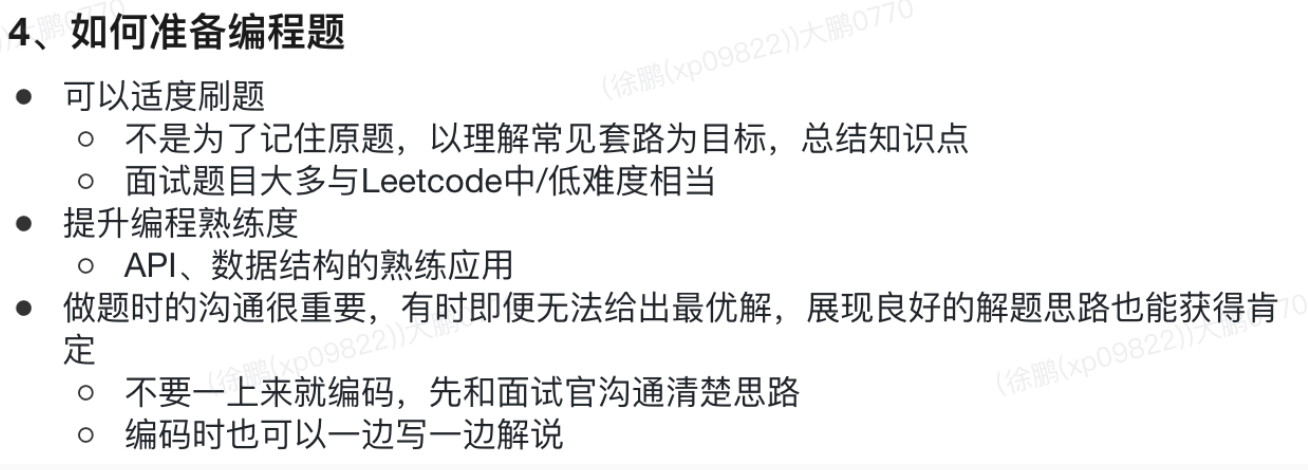 4、如何准备编程题
(徐鹏(xp09822))大鹏0770
● 可以适度刷题
○ 不是为了记住原题，以理解常见套路为目标，总结知识点
○ 面试题目大多与Leetcode中/低难度相当
● 提升编程熟练度
○ API、数据结构的熟练应用
● 做题时的沟通很重要，有时即便无法给出最优解，展现良好的解题思路也能获得肯
定
(徐鹏(xp09822))大鹏
(徐鹏(xp09822))大鹏0770
○ 不要一上来就编码，先和面试官沟通清楚思路
○ 编码时也可以一边写一边解说